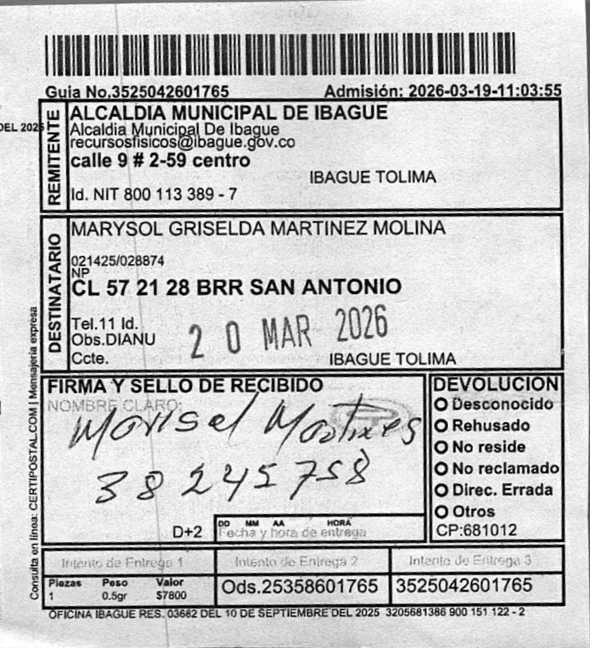 Guia No.3525042601765 Admisión: 2026-03-19-11:03:55
DEL 2025
REMITENTE
ALCALDIA MUNICIPAL DE IBAGUE
Alcaldia Municipal De Ibague
recursosfisicos@ibague.gov.co
calle 9 # 2-59 centro
IBAGUE TOLIMA
Id. NIT 800 113 389 - 7
DESTINATARIO
MARYSOL GRISELDA MARTINEZ MOLINA
021425/028874
NP
CL 57 21 28 BRR SAN ANTONIO
Tel.11 Id.
Obs.DIANU
Ccte.
20 MAR 2026
IBAGUE TOLIMA
Consulta en linea: CERTIPOSTAL.COM | Mensajeria expresa
FIRMA Y SELLO DE RECIBIDO
NOMBRE CLARO:
Marisel Martines
38245758
D+2
DD MM AA HORA
Fecha y hora de entrega
DEVOLUCION
Desconocido
Rehusado
No reside
No reclamado
Direc. Errada
Otros
CP:681012
Intento de Entrega 1 Intento de Entrega 2 Intento de Entrega 3
Piezas Peso Valor
1 0.5gr $7800
Ods.25358601765 3525042601765
OFICINA IBAGUE RES. 03682 DEL 10 DE SEPTIEMBRE DEL 2025 3205681386 900 151 122 - 2